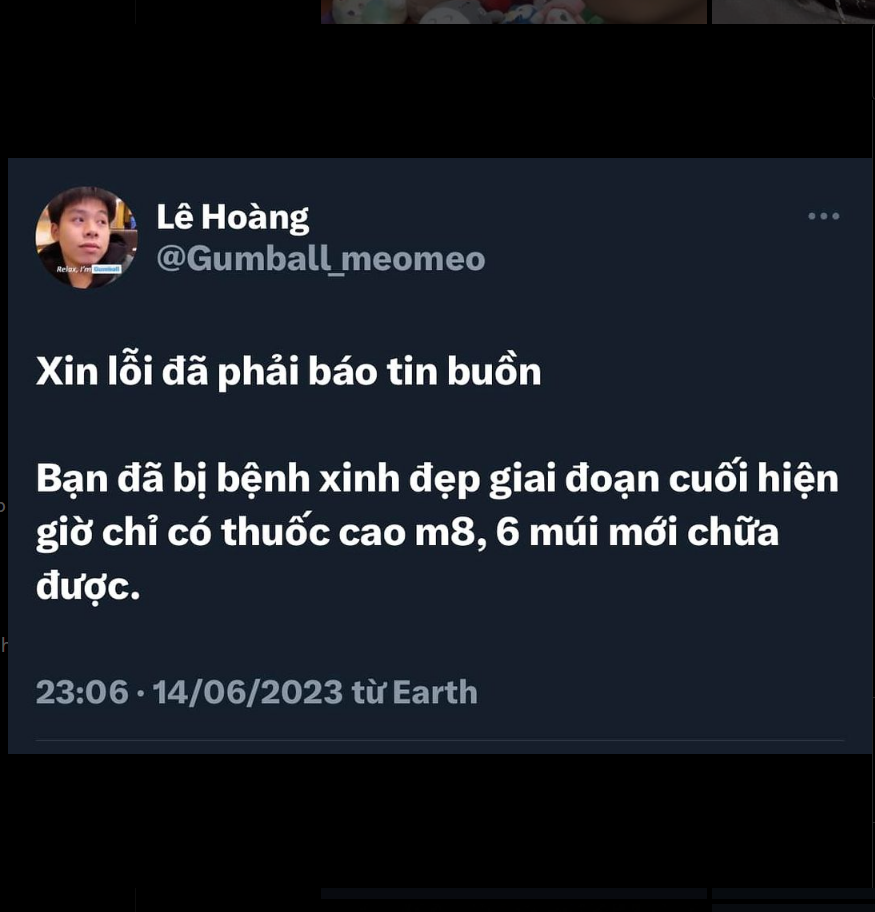 Lê Hoàng
@Gumball_meomeo
Relax, I'm Gumball
Xin lỗi đã phải báo tin buồn
Bạn đã bị bệnh xinh đẹp giai đoạn cuối hiện
giờ chỉ có thuốc cao m8, 6 múi mới chữa
được.
23:06 · 14/06/2023 từ Earth